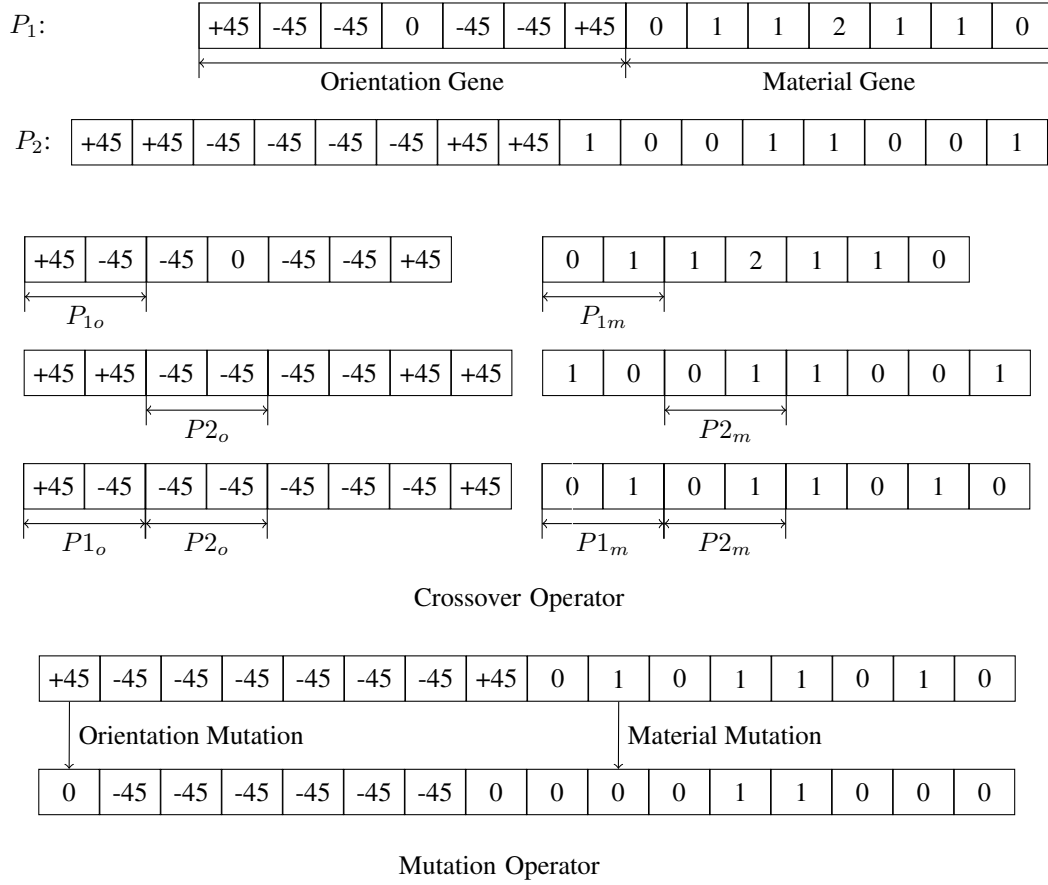 P1: +45 -45 -45 0 -45 -45 +45 0 1 1 2 1 1 0
Orientation Gene Material Gene
P2: +45 +45 -45 -45 -45 -45 +45 +45 1 0 0 1 1 0 0 1
+45 -45 -45 0 -45 -45 +45 0 1 1 2 1 1 0
P1o P1m
+45 +45 -45 -45 -45 -45 +45 +45 1 0 0 1 1 0 0 1
P2o P2m
+45 -45 -45 -45 -45 -45 -45 +45 0 1 0 1 1 0 1 0
P1o P2o P1m P2m
Crossover Operator
+45 -45 -45 -45 -45 -45 -45 +45 0 1 0 1 1 0 1 0
Orientation Mutation Material Mutation
0 -45 -45 -45 -45 -45 -45 0 0 0 0 1 1 0 0 0
Mutation Operator